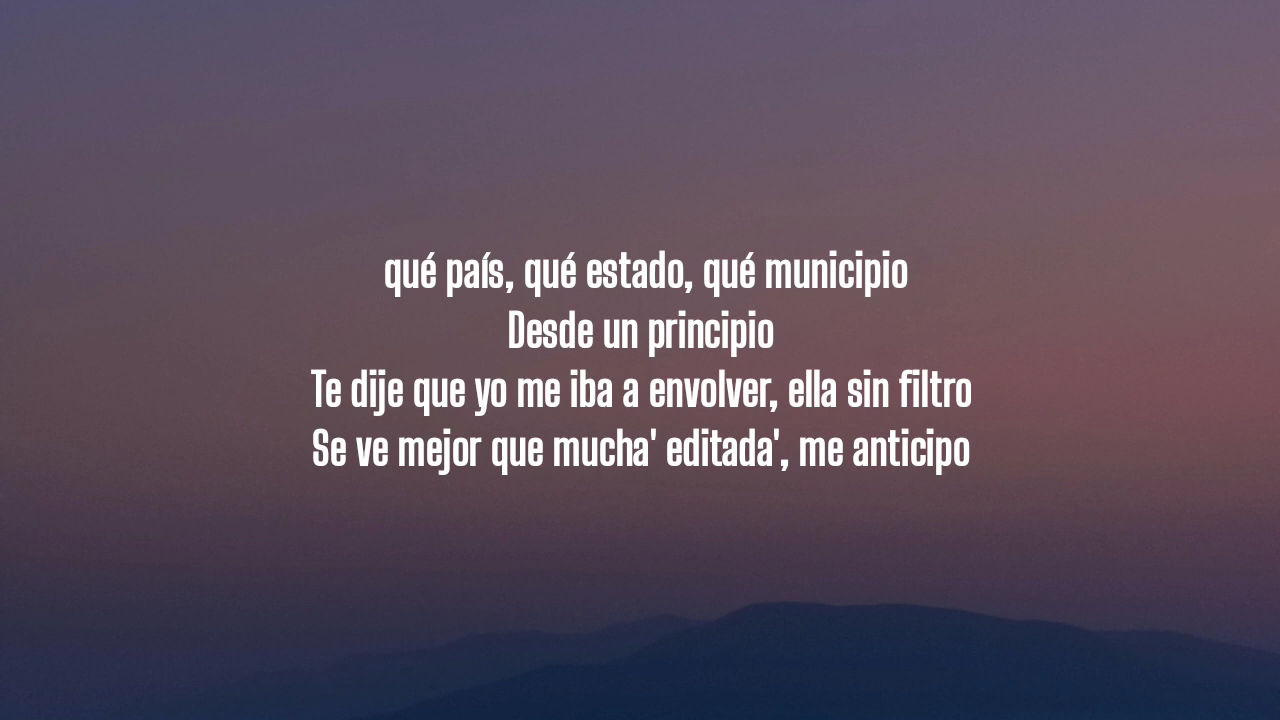 qué país, qué estado, qué municipio
Desde un principio
Te dije que yo me iba a envolver, ella sin filtro
Se ve mejor que mucha' editada', me anticipo